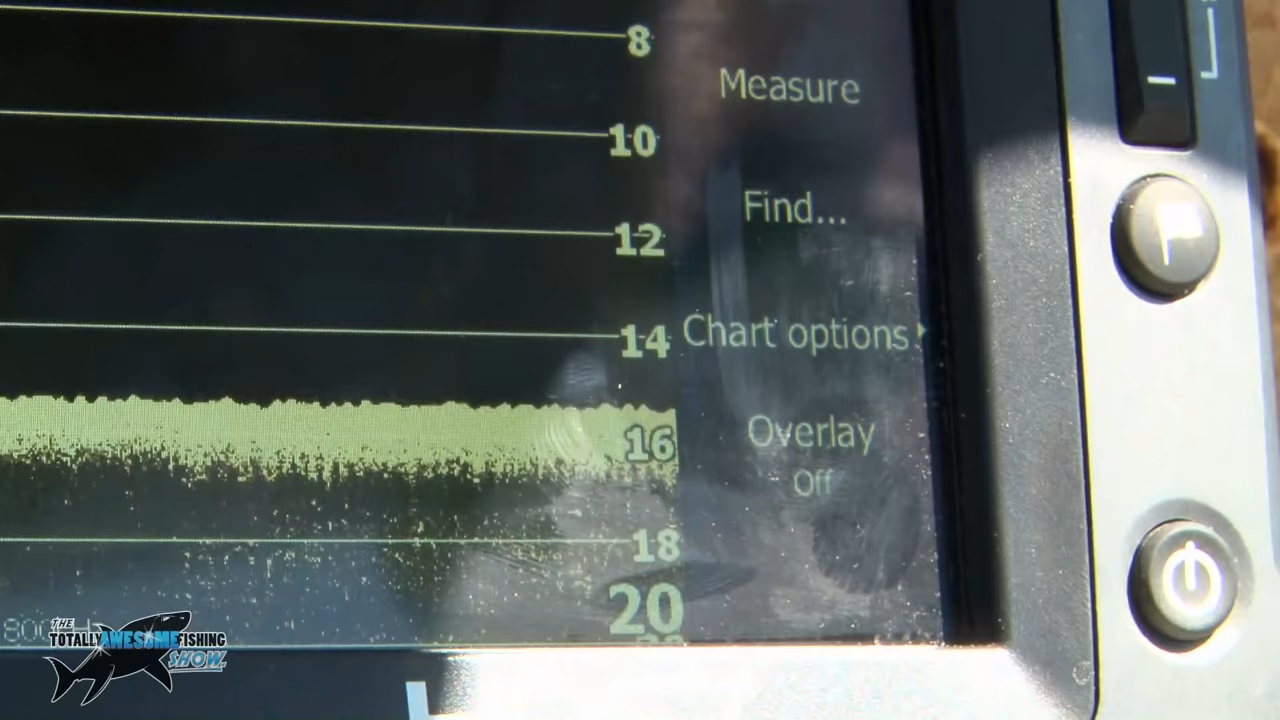 8
10
12
14
16
18
20
Measure
Find...
Chart options
Overlay
Off
THE
TOTALLY AWESOME FISHING
SHOW